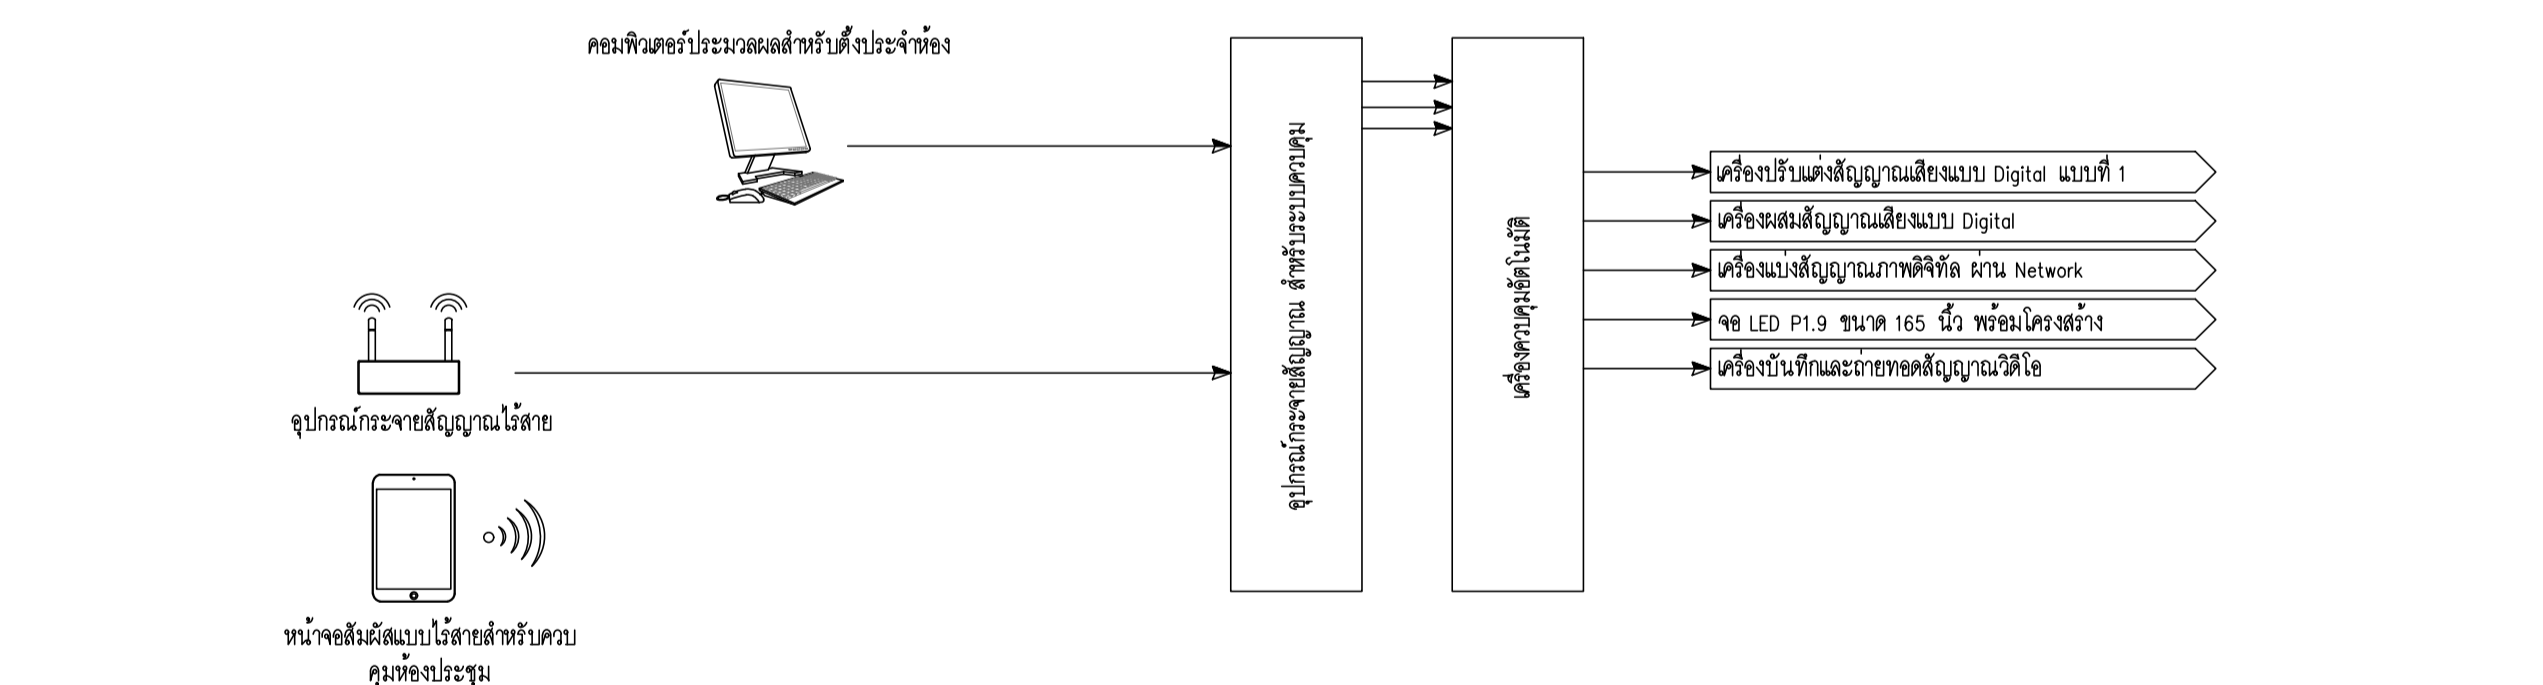 คอมพิวเตอร์ประมวลผลสำหรับตั้งประจำห้อง
อุปกรณ์กระจายสัญญาณไร้สาย
หน้าจอสัมผัสแบบไร้สายสำหรับควบ
คุมห้องประชุม
อุปกรณ์กระจายสัญญาณ สำหรับระบบควบคุม
เครื่องควบคุมอัตโนมัติ
เครื่องปรับแต่งสัญญาณเสียงแบบ Digital แบบที่ 1
เครื่องผสมสัญญาณเสียงแบบ Digital
เครื่องแบ่งสัญญาณภาพดิจิทัล ผ่าน Network
จอ LED P1.9 ขนาด 165 นิ้ว พร้อมโครงสร้าง
เครื่องบันทึกและถ่ายทอดสัญญาณวิดีโอ